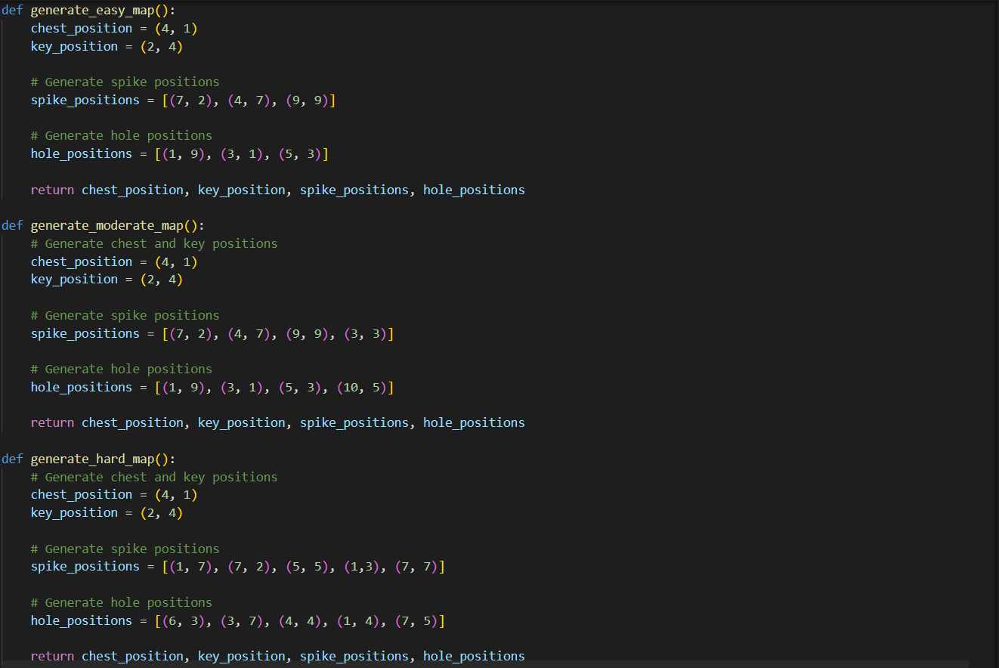 def generate_easy_map():
    chest_position = (4, 1)
    key_position = (2, 4)

    # Generate spike positions
    spike_positions = [(7, 2), (4, 7), (9, 9)]

    # Generate hole positions
    hole_positions = [(1, 9), (3, 1), (5, 3)]

    return chest_position, key_position, spike_positions, hole_positions

def generate_moderate_map():
    # Generate chest and key positions
    chest_position = (4, 1)
    key_position = (2, 4)

    # Generate spike positions
    spike_positions = [(7, 2), (4, 7), (9, 9), (3, 3)]

    # Generate hole positions
    hole_positions = [(1, 9), (3, 1), (5, 3), (10, 5)]

    return chest_position, key_position, spike_positions, hole_positions

def generate_hard_map():
    # Generate chest and key positions
    chest_position = (4, 1)
    key_position = (2, 4)

    # Generate spike positions
    spike_positions = [(1, 7), (7, 2), (5, 5), (1,3), (7, 7)]

    # Generate hole positions
    hole_positions = [(6, 3), (3, 7), (4, 4), (1, 4), (7, 5)]

    return chest_position, key_position, spike_positions, hole_positions